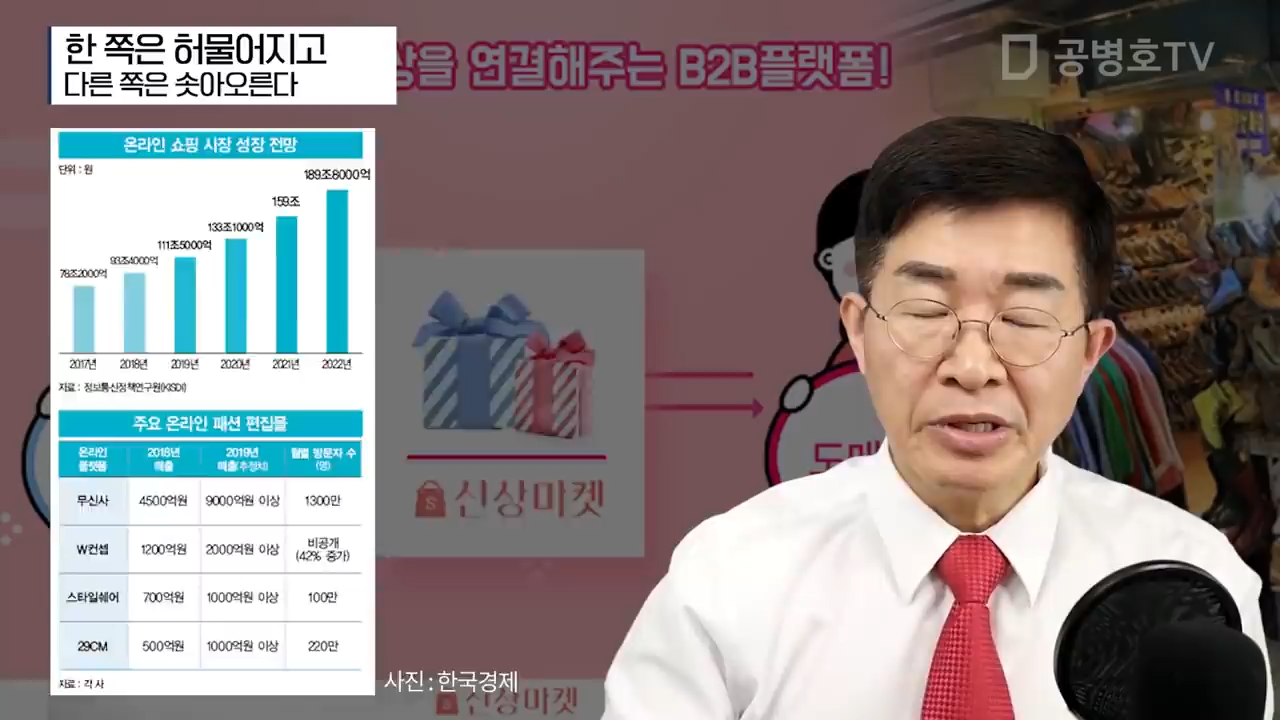 한 쪽은 허물어지고
다른 쪽은 솟아오른다
상을 연결해주는 B2B플랫폼!
공병호TV
온라인 쇼핑 시장 성장 전망
단위 : 원
189조8000억
159조
133조1000억
111조5000억
93조4000억
78조2000억
2017년 2018년 2019년 2020년 2021년 2022년
자료 : 정보통신정책연구원(KISDI)
주요 온라인 패션 편집몰
온라인 플랫폼 2018년 매출 2019년 매출(추정치) 월별 방문자 수 (명)
무신사 4500억원 9000억원 이상 1300만
W컨셉 1200억원 2000억원 이상 비공개 (42% 증가)
스타일쉐어 700억원 1000억원 이상 100만
29CM 500억원 1000억원 이상 220만
자료 : 각 사
사진 : 한국경제
신상마켓
신상마켓